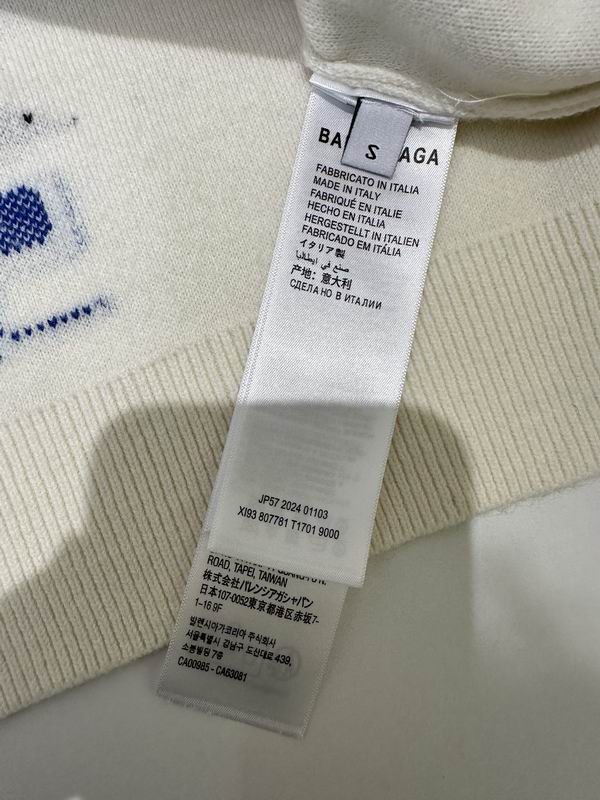 S
FABBRICATO IN ITALIA
MADE IN ITALY
FABRIQUÉ EN ITALIE
HECHO EN ITALIA
HERGESTELLT IN ITALIEN
FABRICADO EM ITÁLIA
イタリア製
صنع في ايطاليا
产地：意大利
СДЕЛАНО В ИТАЛИИ
JP57 2024 01103
XI93 807781 T1701 9000
ROAD, TAPEI, TAIWAN
株式会社バレンシアガジャパン
日本107-0052東京都港区赤坂7-
1-16 9F
발렌시아가코리아 주식회사
서울특별시 강남구 도산대로 439,
소봉빌딩 7층
CA00985 - CA63081